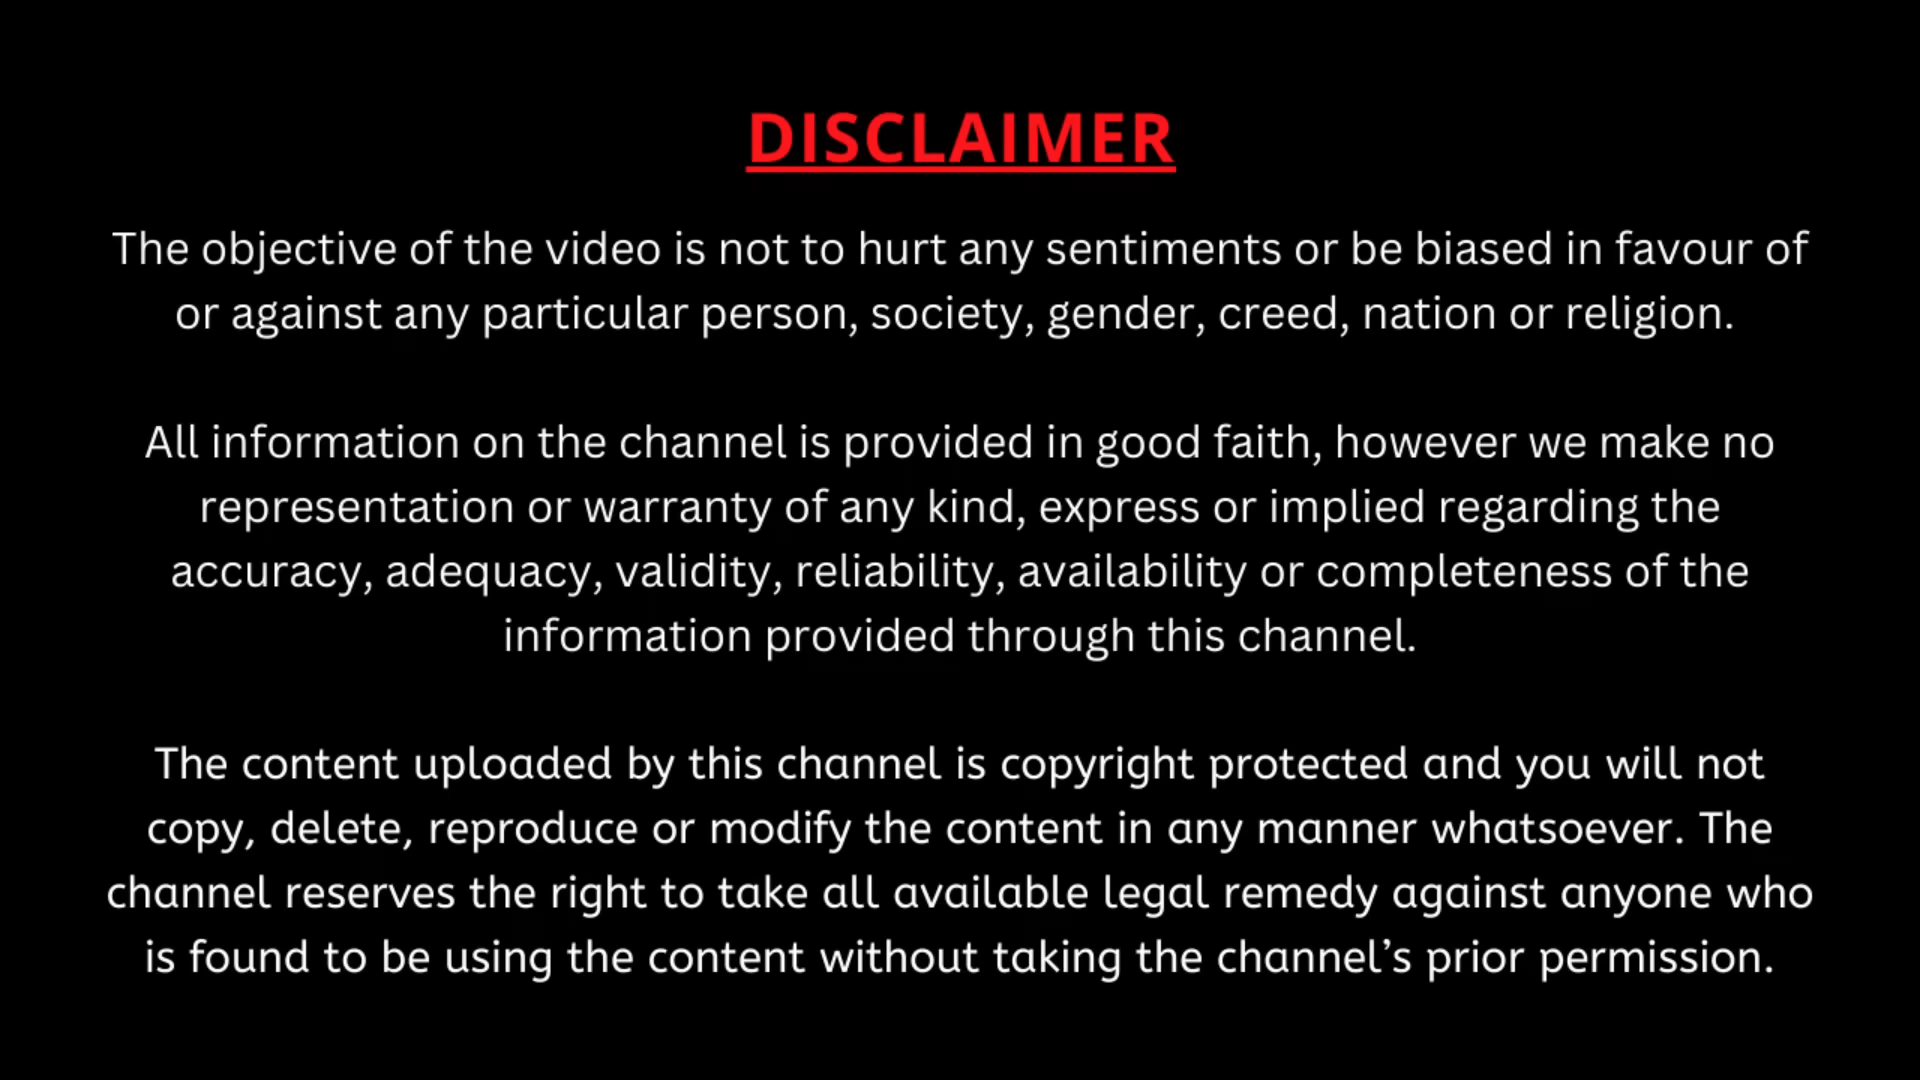 DISCLAIMER
The objective of the video is not to hurt any sentiments or be biased in favour of
or against any particular person, society, gender, creed, nation or religion.
All information on the channel is provided in good faith, however we make no
representation or warranty of any kind, express or implied regarding the
accuracy, adequacy, validity, reliability, availability or completeness of the
information provided through this channel.
The content uploaded by this channel is copyright protected and you will not
copy, delete, reproduce or modify the content in any manner whatsoever. The
channel reserves the right to take all available legal remedy against anyone who
is found to be using the content without taking the channel’s prior permission.